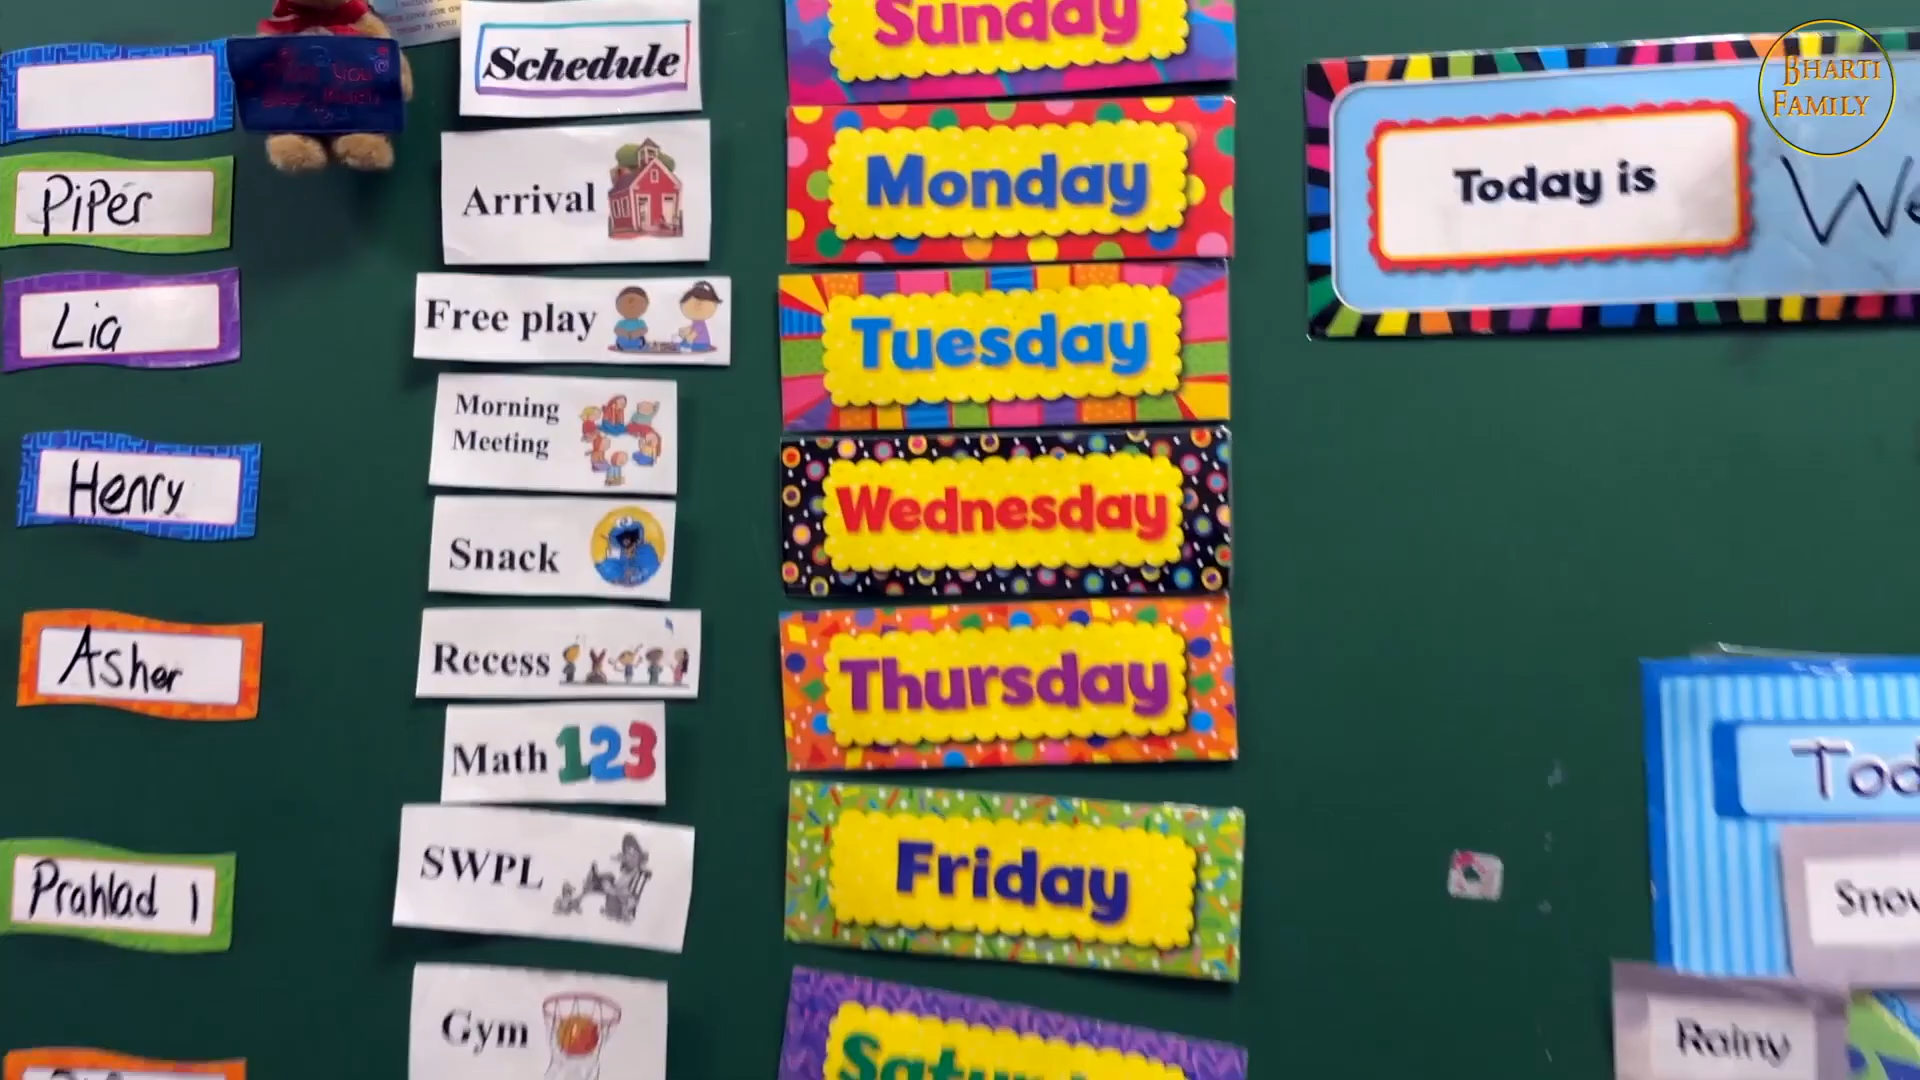 Piper
Lia
Henry
Asher
Prahlad 1
Schedule
Arrival
Free play
Morning
Meeting
Snack
Recess
Math 123
SWPL
Gym
Sunday
Monday
Tuesday
Wednesday
Thursday
Friday
Today is
BHARTI
FAMILY
Rainy